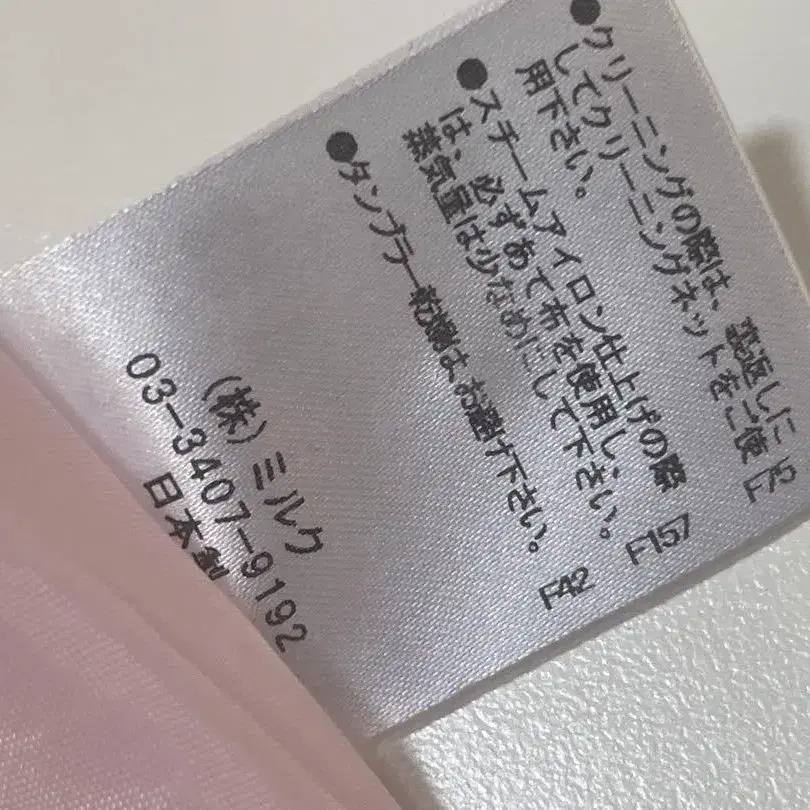 ●クリーニングの際は、裏返しに
してクリーニングネットをご使
用下さい。
●スチームアイロン仕上げの際
は、必ずあて布を使用し、
蒸気量は少なめにして下さい。
F157
●タンブラー乾燥は、お避け下さい。
F42
(株)ミルク
03-3407-9192
日本製